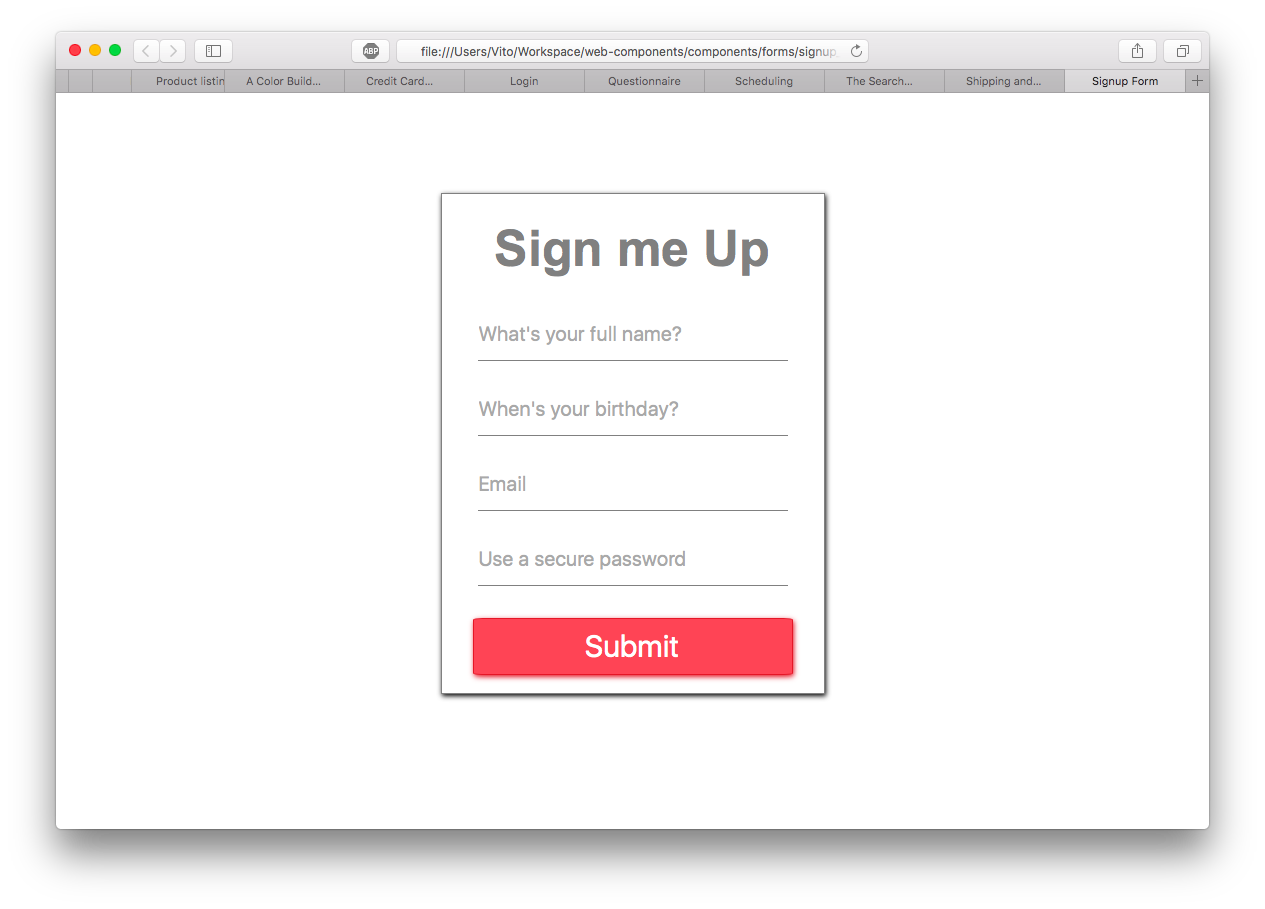 ABP
file:///Users/Vito/Workspace/web-components/components/forms/signup
Product listin
A Color Build...
Credit Card...
Login
Questionnaire
Scheduling
The Search...
Shipping and...
Signup Form
Sign me Up
What's your full name?
When's your birthday?
Email
Use a secure password
Submit